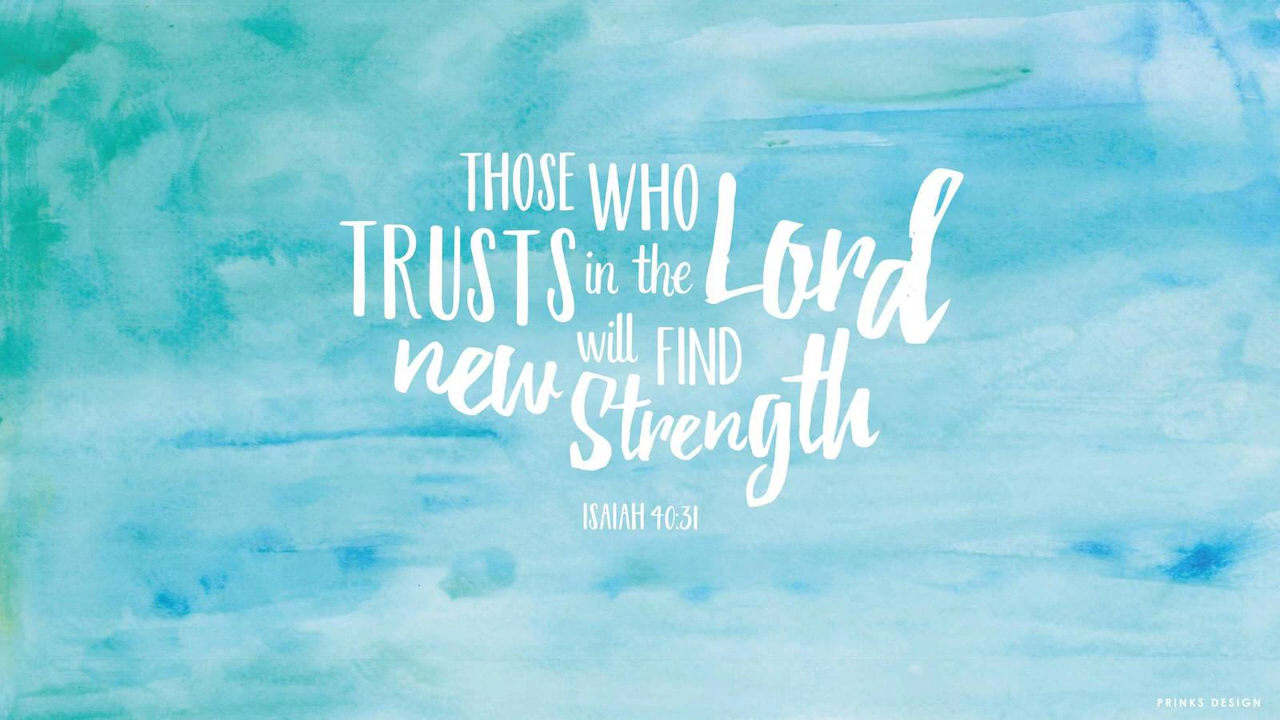 THOSE WHO
TRUSTS in the Lord
will FIND
new Strength
ISAIAH 40:31
PRINKS DESIGN